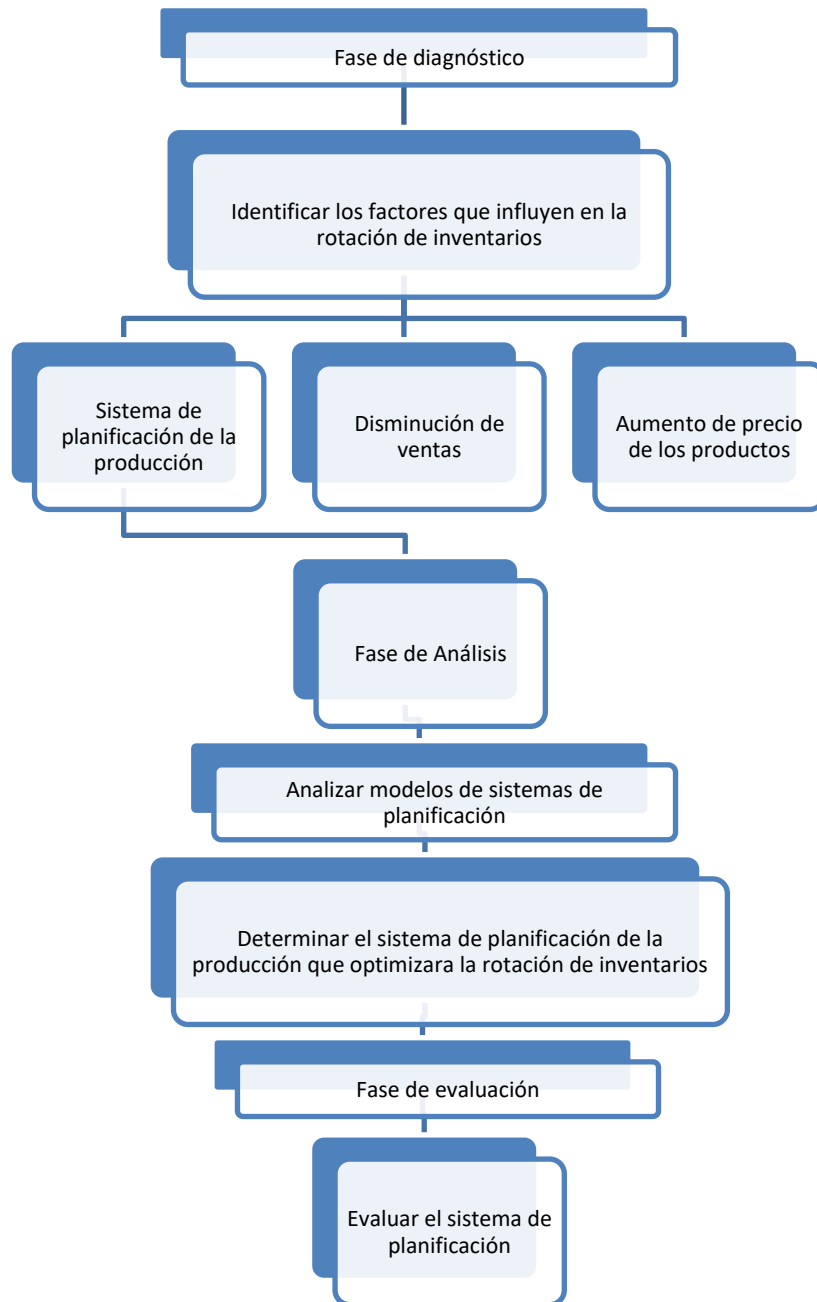 Fase de diagnóstico
Identificar los factores que influyen en la
rotación de inventarios
Sistema de
planificación de la
producción
Disminución de
ventas
Aumento de precio
de los productos
Fase de Análisis
Analizar modelos de sistemas de
planificación
Determinar el sistema de planificación de la
producción que optimizara la rotación de inventarios
Fase de evaluación
Evaluar el sistema de
planificación